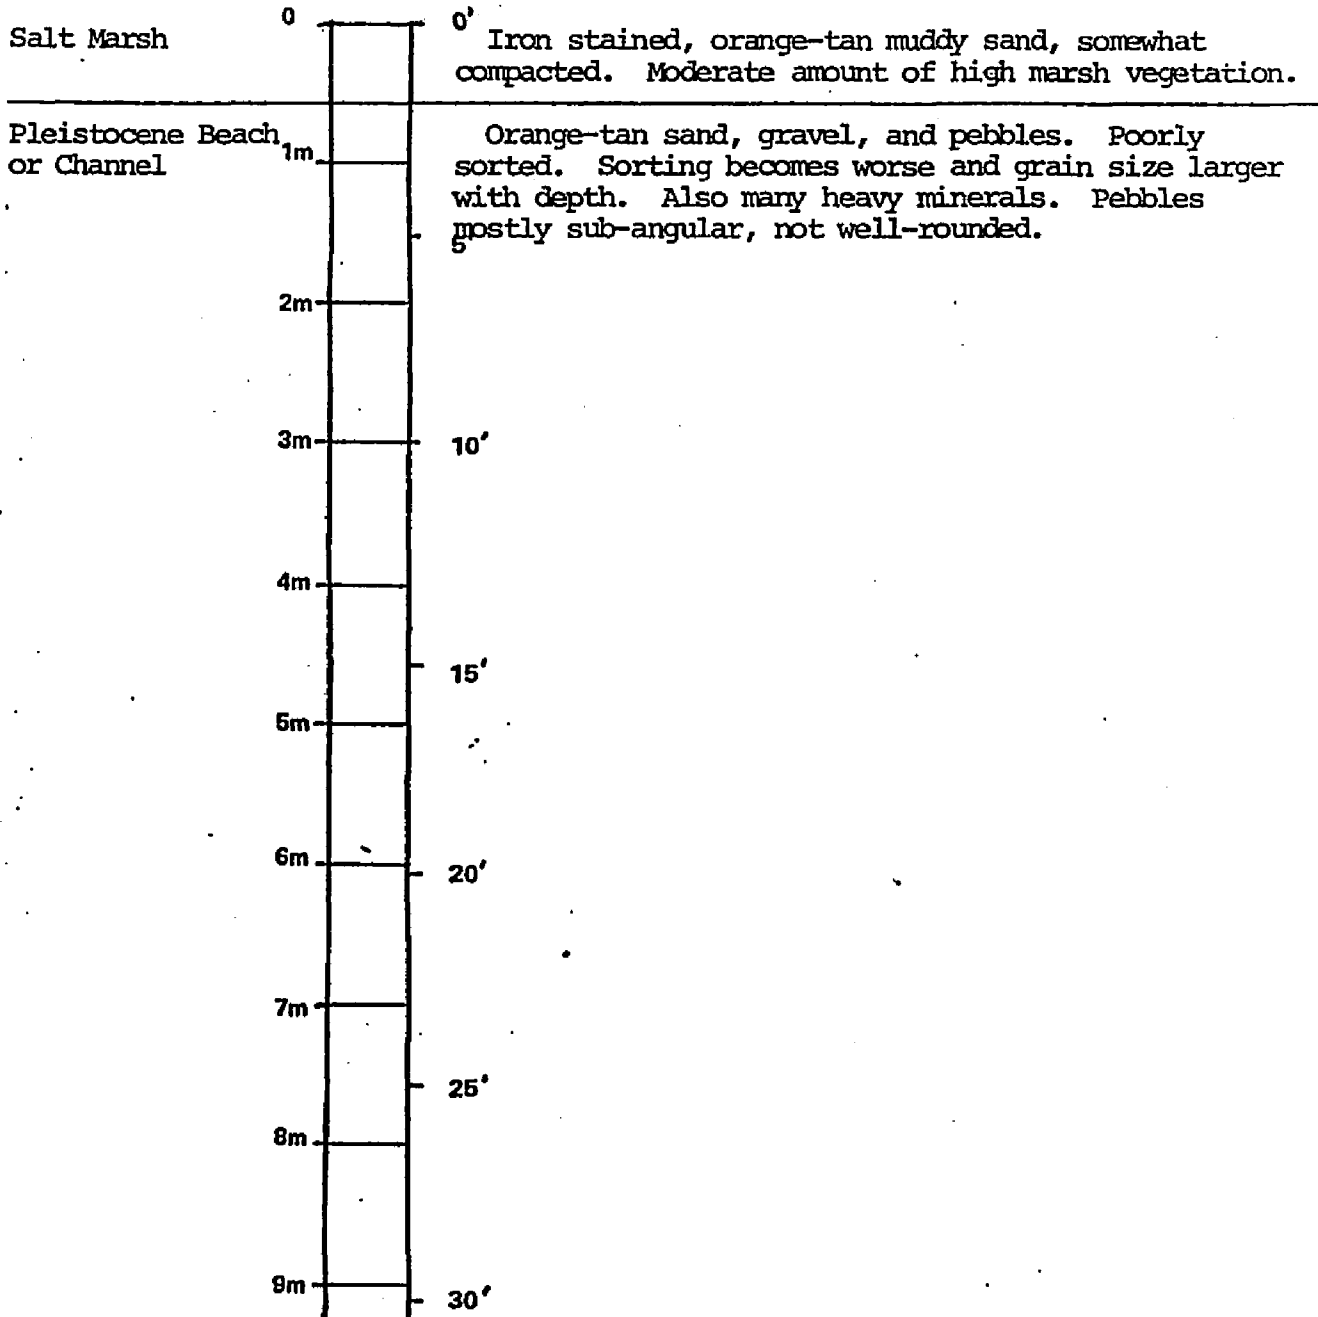 0 0'
Salt Marsh
Iron stained, orange-tan muddy sand, somewhat
compacted. Moderate amount of high marsh vegetation.
Pleistocene Beach
or Channel
1m
Orange-tan sand, gravel, and pebbles. Poorly
sorted. Sorting becomes worse and grain size larger
with depth. Also many heavy minerals. Pebbles
mostly sub-angular, not well-rounded.
5
2m
3m 10'
4m
15'
5m
6m 20'
7m
25'
8m
9m 30'